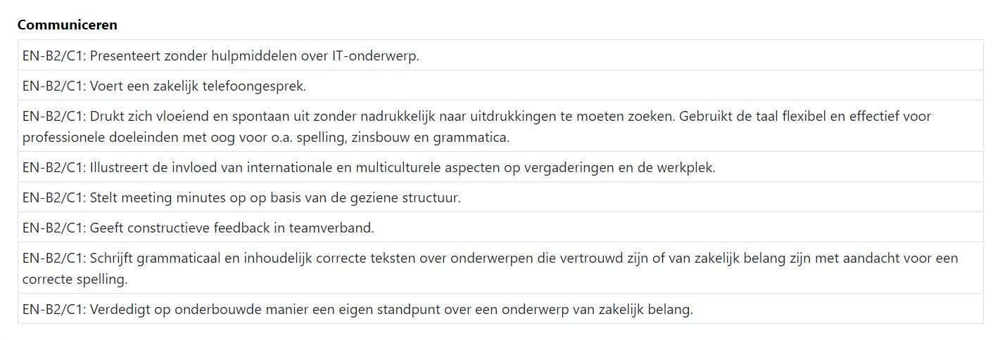 Communiceren
EN-B2/C1: Presenteert zonder hulpmiddelen over IT-onderwerp.
EN-B2/C1: Voert een zakelijk telefoongesprek.
EN-B2/C1: Drukt zich vloeiend en spontaan uit zonder nadrukkelijk naar uitdrukkingen te moeten zoeken. Gebruikt de taal flexibel en effectief voor
professionele doeleinden met oog voor o.a. spelling, zinsbouw en grammatica.
EN-B2/C1: Illustreert de invloed van internationale en multiculturele aspecten op vergaderingen en de werkplek.
EN-B2/C1: Stelt meeting minutes op op basis van de geziene structuur.
EN-B2/C1: Geeft constructieve feedback in teamverband.
EN-B2/C1: Schrijft grammaticaal en inhoudelijk correcte teksten over onderwerpen die vertrouwd zijn of van zakelijk belang zijn met aandacht voor een
correcte spelling.
EN-B2/C1: Verdedigt op onderbouwde manier een eigen standpunt over een onderwerp van zakelijk belang.